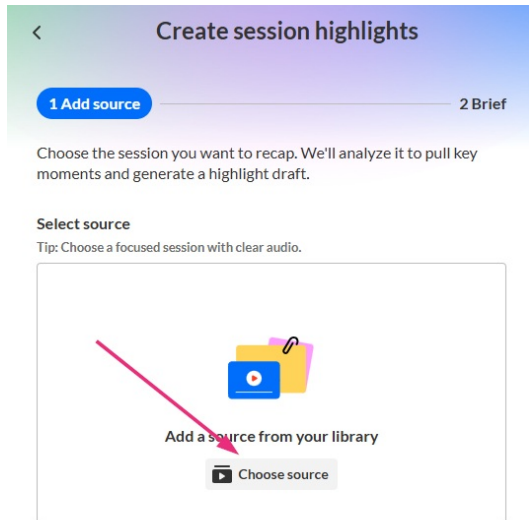 Create session highlights
1 Add source
2 Brief
Choose the session you want to recap. We'll analyze it to pull key
moments and generate a highlight draft.
Select source
Tip: Choose a focused session with clear audio.
Add a source from your library
Choose source